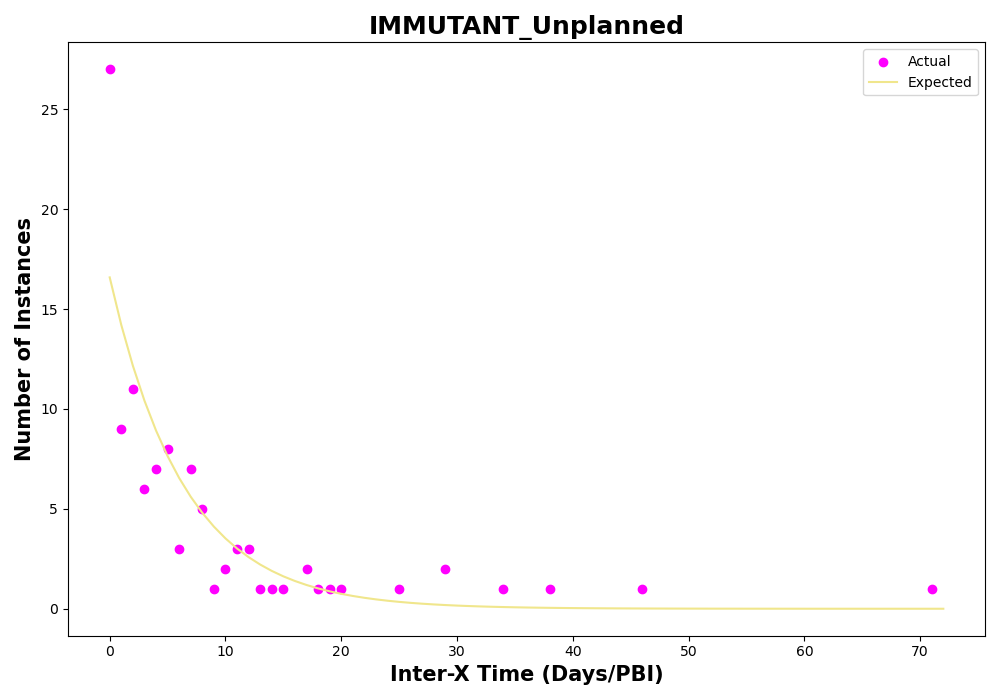 IMMUTANT_Unplanned
Actual
Expected
25
20
15
10
5
0
Number of Instances
0 10 20 30 40 50 60 70
Inter-X Time (Days/PBI)